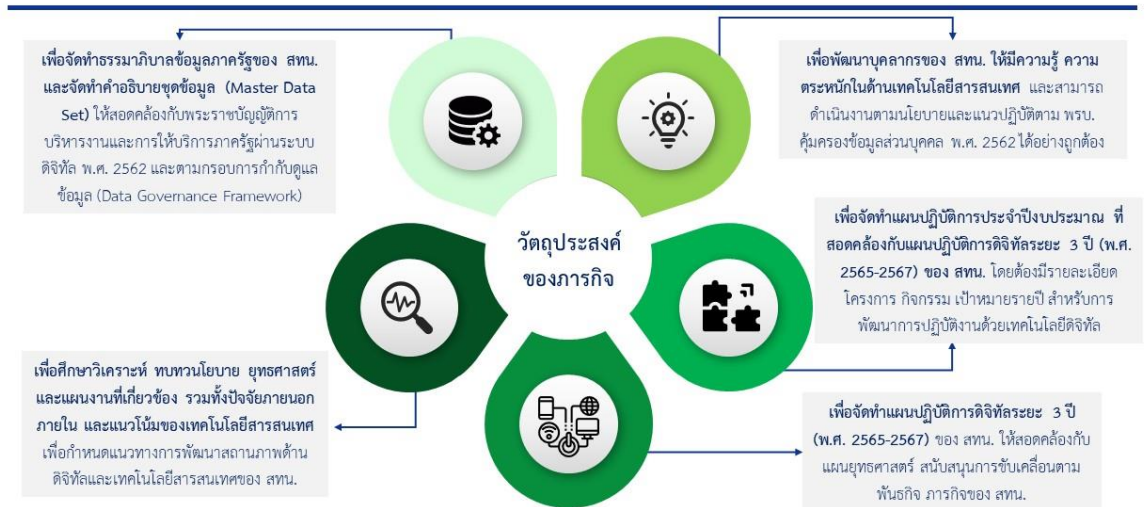 เพื่อจัดทำธรรมาภิบาลข้อมูลภาครัฐของ สทน.
และจัดทำคำอธิบายชุดข้อมูล (Master Data
Set) ให้สอดคล้องกับพระราชบัญญัติการ
บริหารงานและการให้บริการภาครัฐผ่านระบบ
ดิจิทัล พ.ศ. 2562 และตามกรอบการกำกับดูแล
ข้อมูล (Data Governance Framework)
เพื่อพัฒนาบุคลากรของ สทน. ให้มีความรู้ ความ
ตระหนักในด้านเทคโนโลยีสารสนเทศ และสามารถ
ดำเนินงานตามนโยบายและแนวปฏิบัติตาม พรบ.
คุ้มครองข้อมูลส่วนบุคคล พ.ศ. 2562 ได้อย่างถูกต้อง
วัตถุประสงค์
ของภารกิจ
เพื่อจัดทำแผนปฏิบัติการประจำปีงบประมาณ ที่
สอดคล้องกับแผนปฏิบัติการดิจิทัลระยะ 3 ปี (พ.ศ.
2565-2567) ของ สทน. โดยต้องมีรายละเอียด
โครงการ กิจกรรม เป้าหมายรายปี สำหรับการ
พัฒนาการปฏิบัติงานด้วยเทคโนโลยีดิจิทัล
เพื่อศึกษาวิเคราะห์ ทบทวนนโยบาย ยุทธศาสตร์
และแผนงานที่เกี่ยวข้อง รวมทั้งปัจจัยภายนอก
ภายใน และแนวโน้มของเทคโนโลยีสารสนเทศ
เพื่อกำหนดแนวทางการพัฒนาสถานภาพด้าน
ดิจิทัลและเทคโนโลยีสารสนเทศของ สทน.
เพื่อจัดทำแผนปฏิบัติการดิจิทัลระยะ 3 ปี
(พ.ศ. 2565-2567) ของ สทน. ให้สอดคล้องกับ
แผนยุทธศาสตร์ สนับสนุนการขับเคลื่อนตาม
พันธกิจ ภารกิจของ สทน.